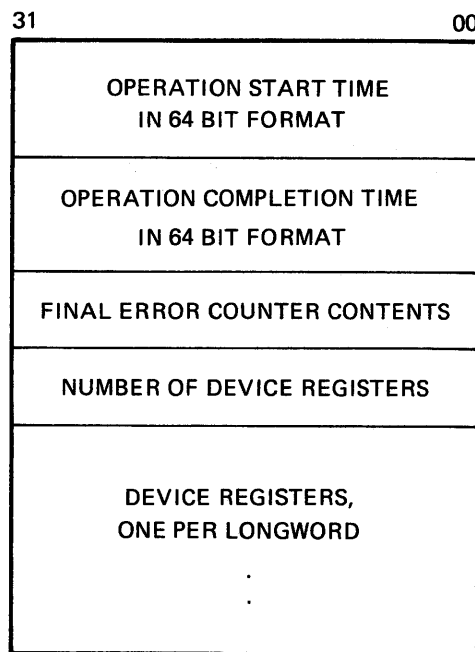 31 00
OPERATION START TIME
IN 64 BIT FORMAT
OPERATION COMPLETION TIME
IN 64 BIT FORMAT
FINAL ERROR COUNTER CONTENTS
NUMBER OF DEVICE REGISTERS
DEVICE REGISTERS,
ONE PER LONGWORD
.
.